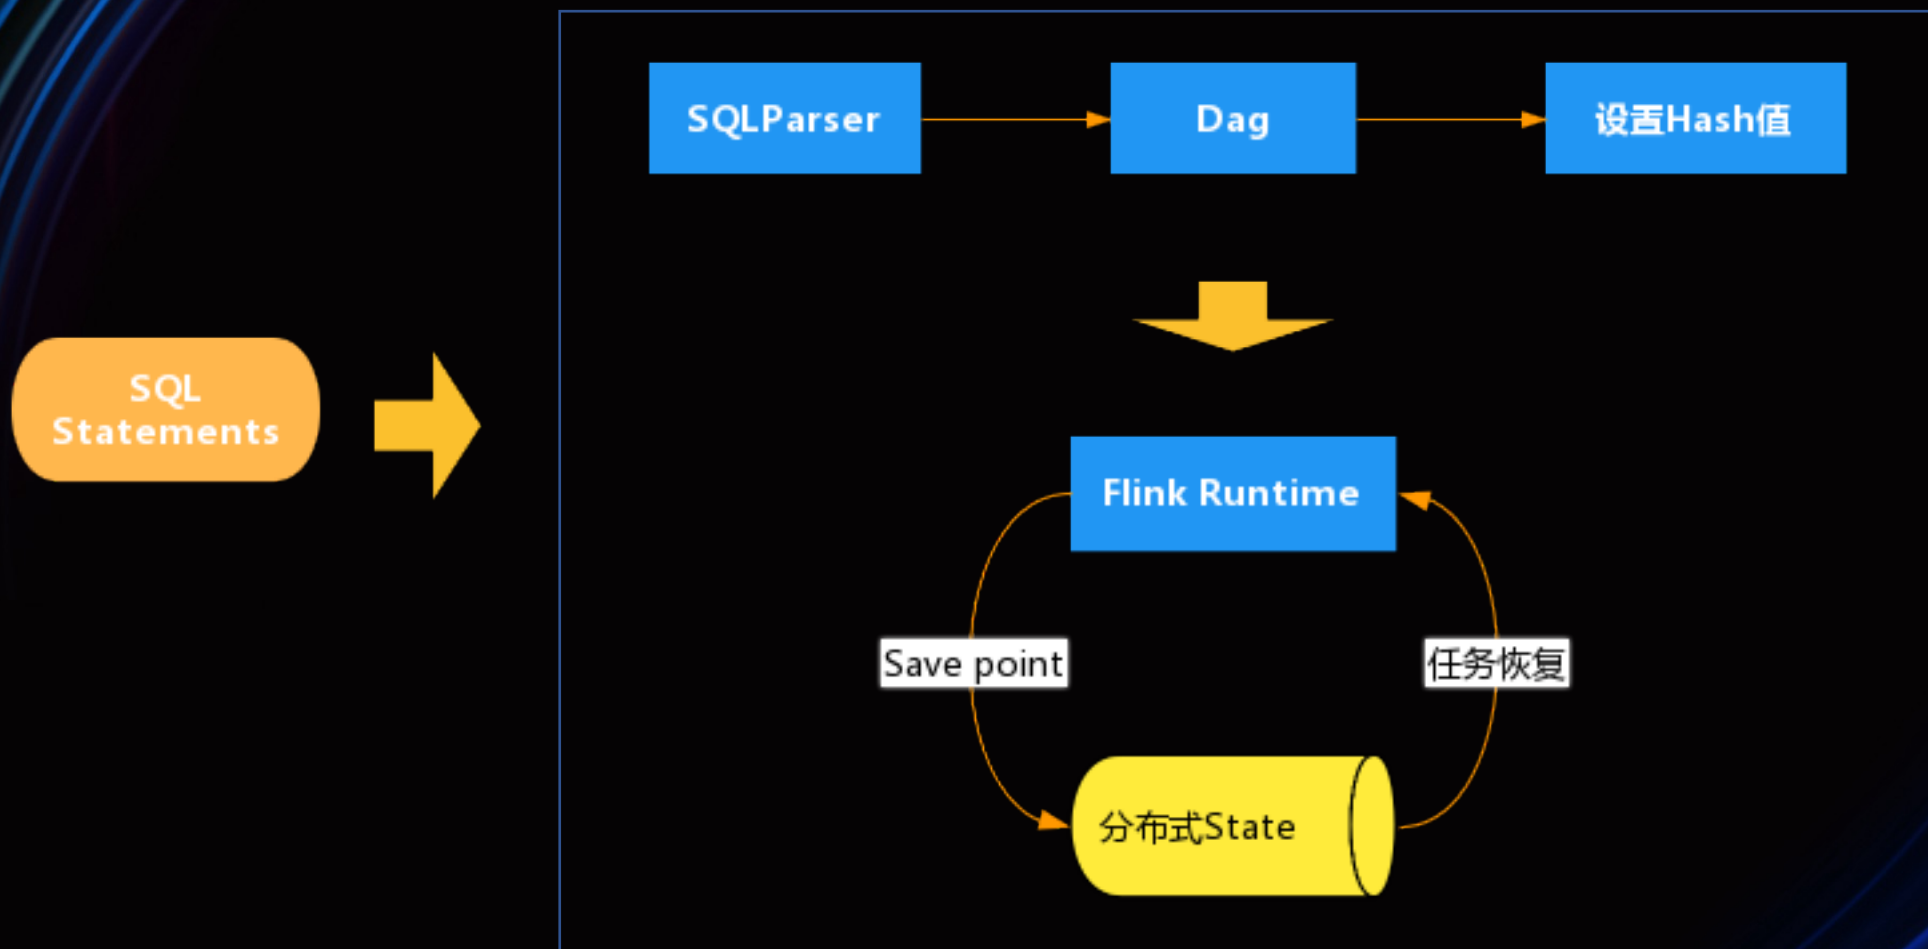 SQLParser
Dag
设置Hash值
SQL
Statements
Flink Runtime
Save point
任务恢复
分布式State